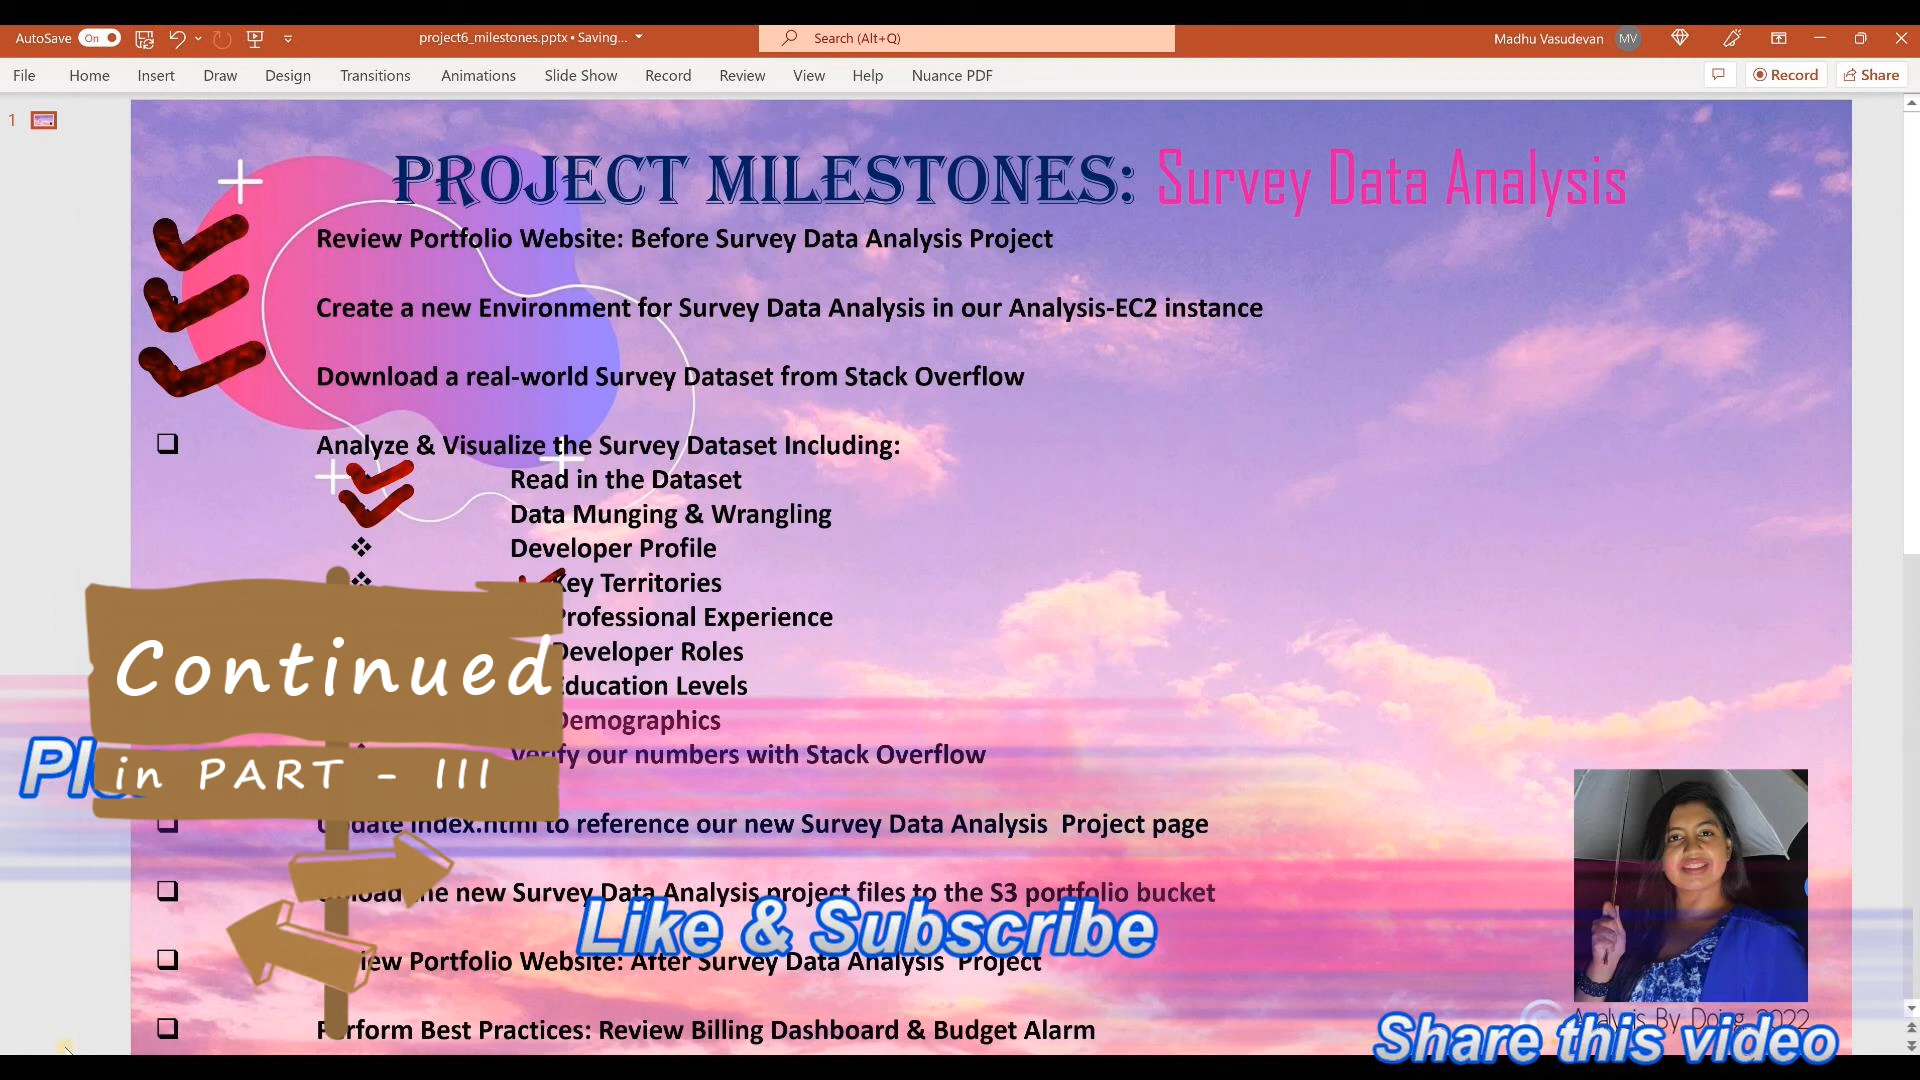 AutoSave On project6_milestones.pptx • Saving... Search (Alt+Q) Madhu Vasudevan MV
File Home Insert Draw Design Transitions Animations Slide Show Record Review View Help Nuance PDF Record Share
1
PROJECT MILESTONES: Survey Data Analysis
Review Portfolio Website: Before Survey Data Analysis Project
Create a new Environment for Survey Data Analysis in our Analysis-EC2 instance
Download a real-world Survey Dataset from Stack Overflow
Analyze & Visualize the Survey Dataset Including:
Read in the Dataset
Data Munging & Wrangling
Developer Profile
Key Territories
Professional Experience
Developer Roles
Education Levels
Demographics
Verify our numbers with Stack Overflow
Continued
in PART - III
Update index.html to reference our new Survey Data Analysis Project page
the new Survey Data Analysis project files to the S3 portfolio bucket
Like & Subscribe
Portfolio Website: After Survey Data Analysis Project
Perform Best Practices: Review Billing Dashboard & Budget Alarm
Analysis By Doing 2022
Share this video